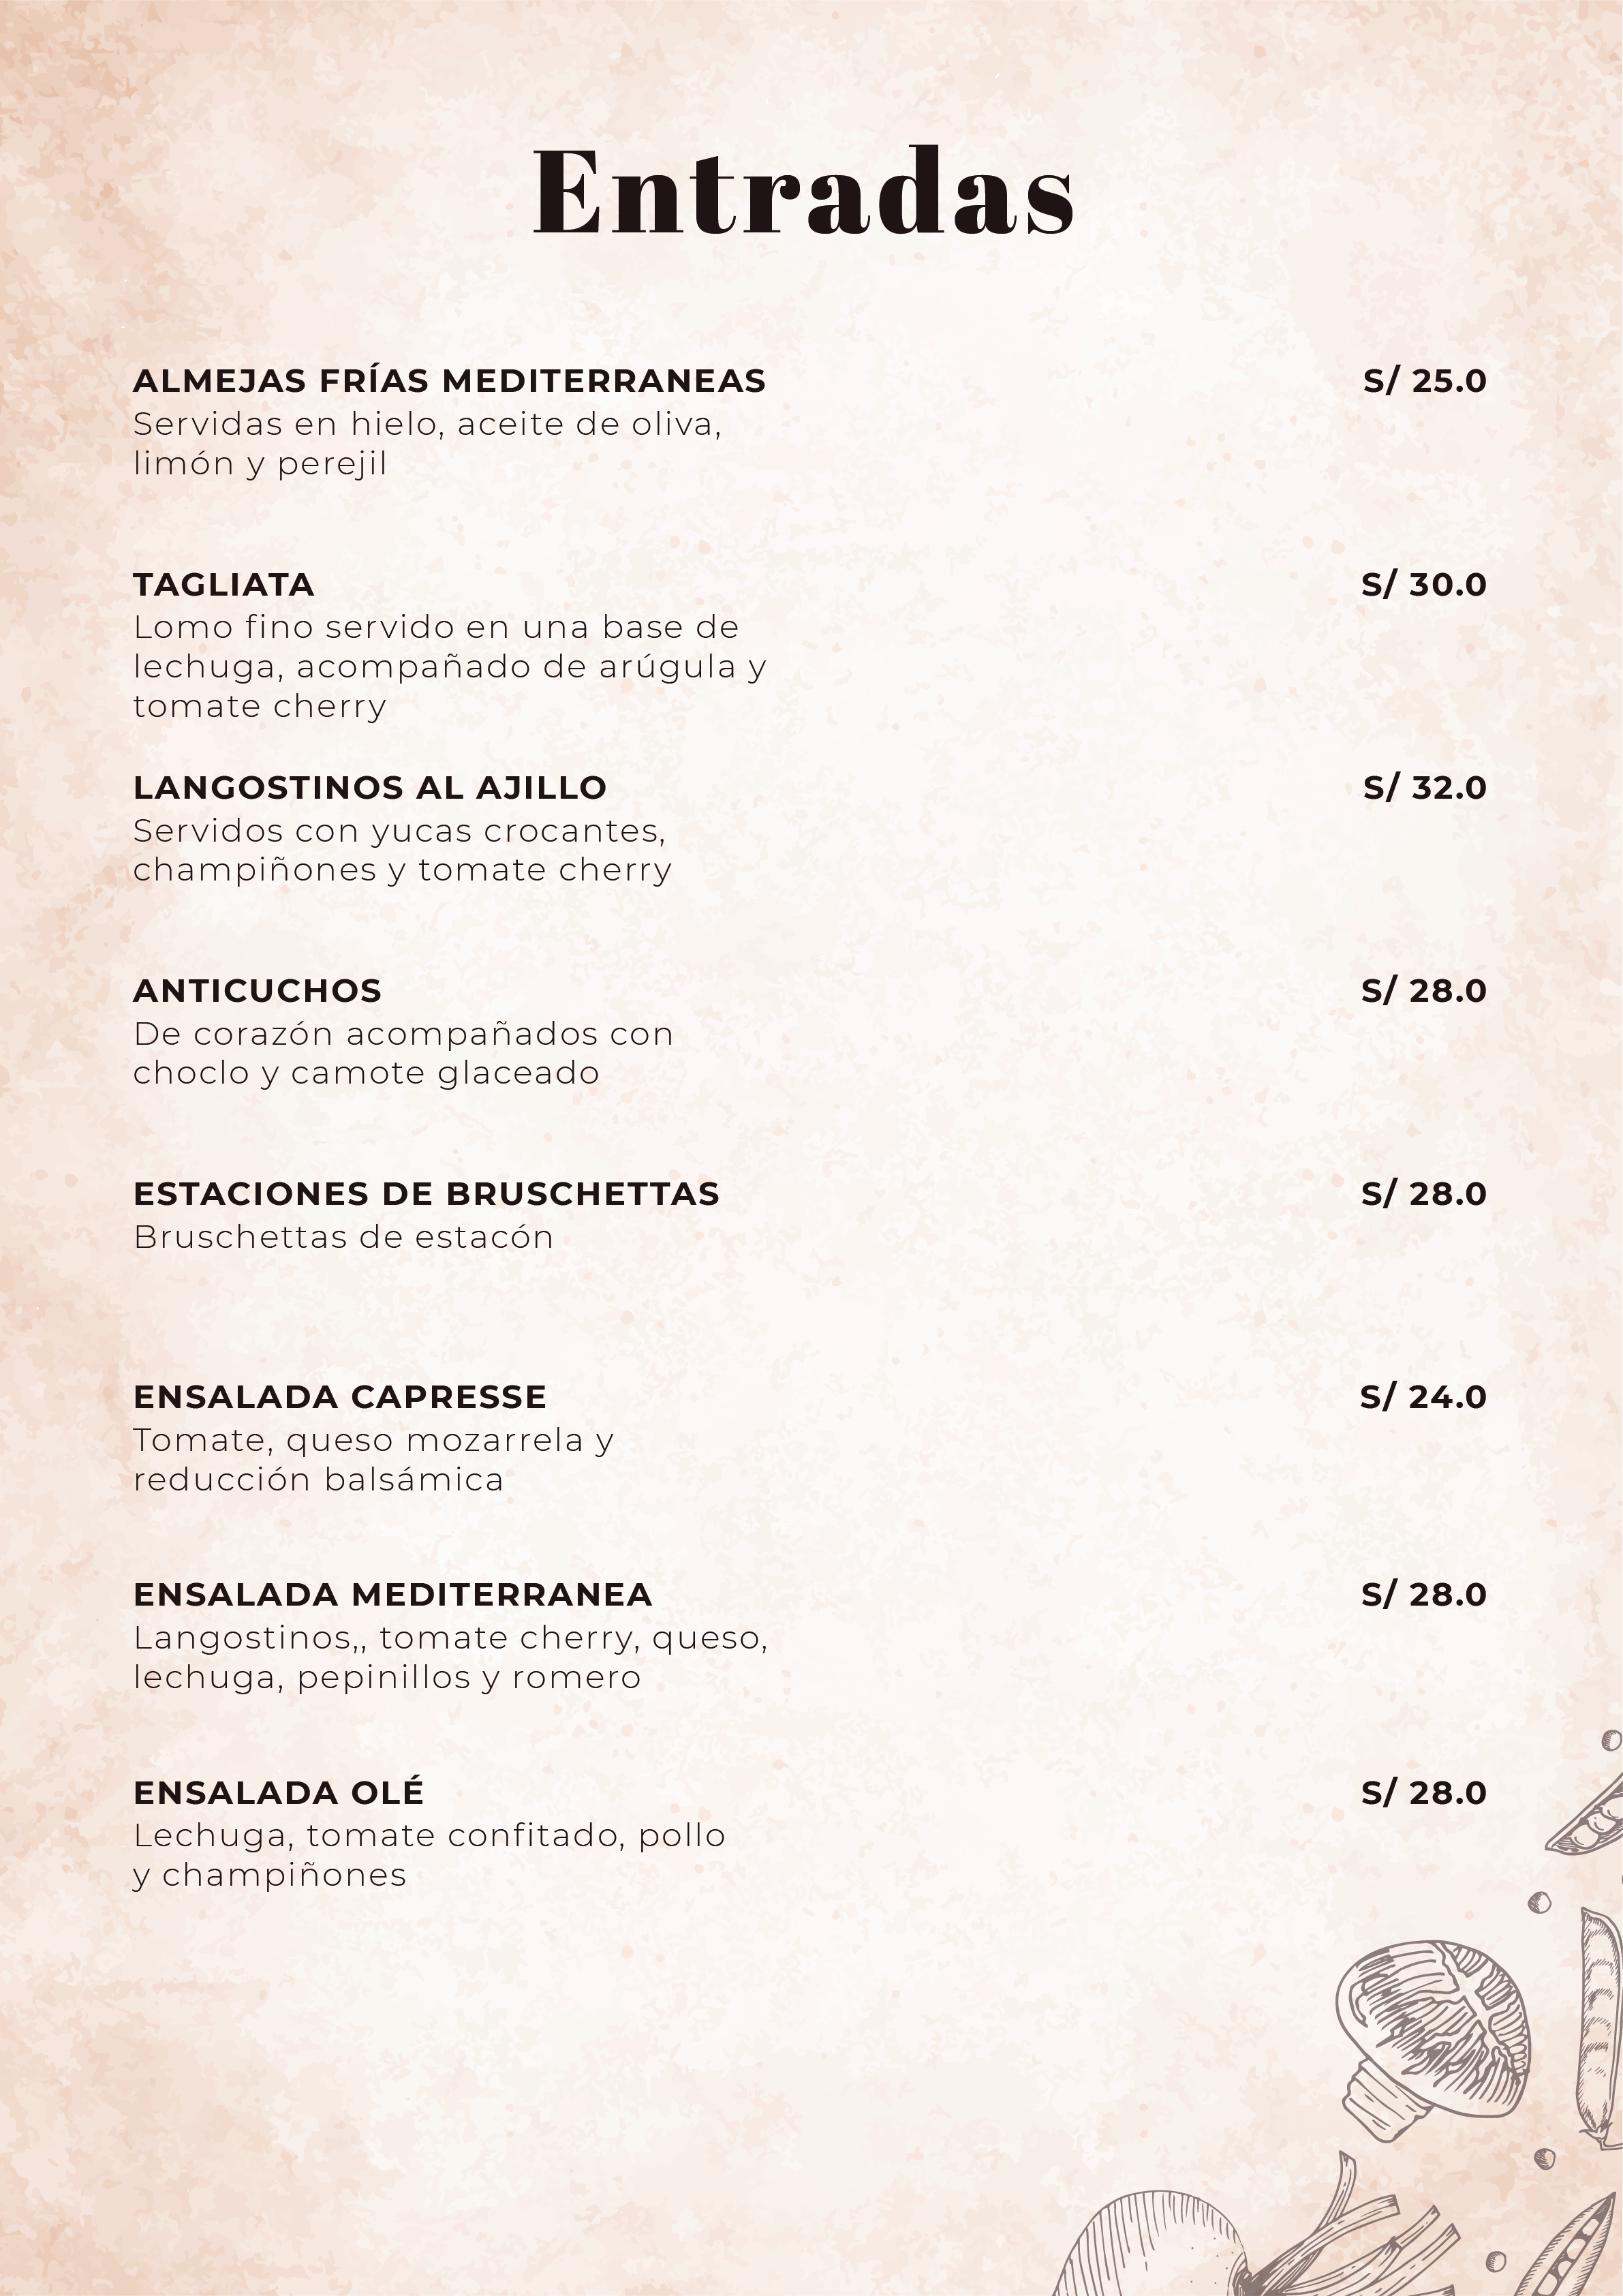 Entradas
ALMEJAS FRÍAS MEDITERRANEAS S/ 25.0
Servidas en hielo, aceite de oliva,
limón y perejil
TAGLIATA S/ 30.0
Lomo fino servido en una base de
lechuga, acompañado de arúgula y
tomate cherry
LANGOSTINOS AL AJILLO S/ 32.0
Servidos con yucas crocantes,
champiñones y tomate cherry
ANTICUCHOS S/ 28.0
De corazón acompañados con
choclo y camote glaceado
ESTACIONES DE BRUSCHETTAS S/ 28.0
Bruschettas de estacón
ENSALADA CAPRESSE S/ 24.0
Tomate, queso mozarrela y
reducción balsámica
ENSALADA MEDITERRANEA S/ 28.0
Langostinos,, tomate cherry, queso,
lechuga, pepinillos y romero
ENSALADA OLÉ S/ 28.0
Lechuga, tomate confitado, pollo
y champiñones